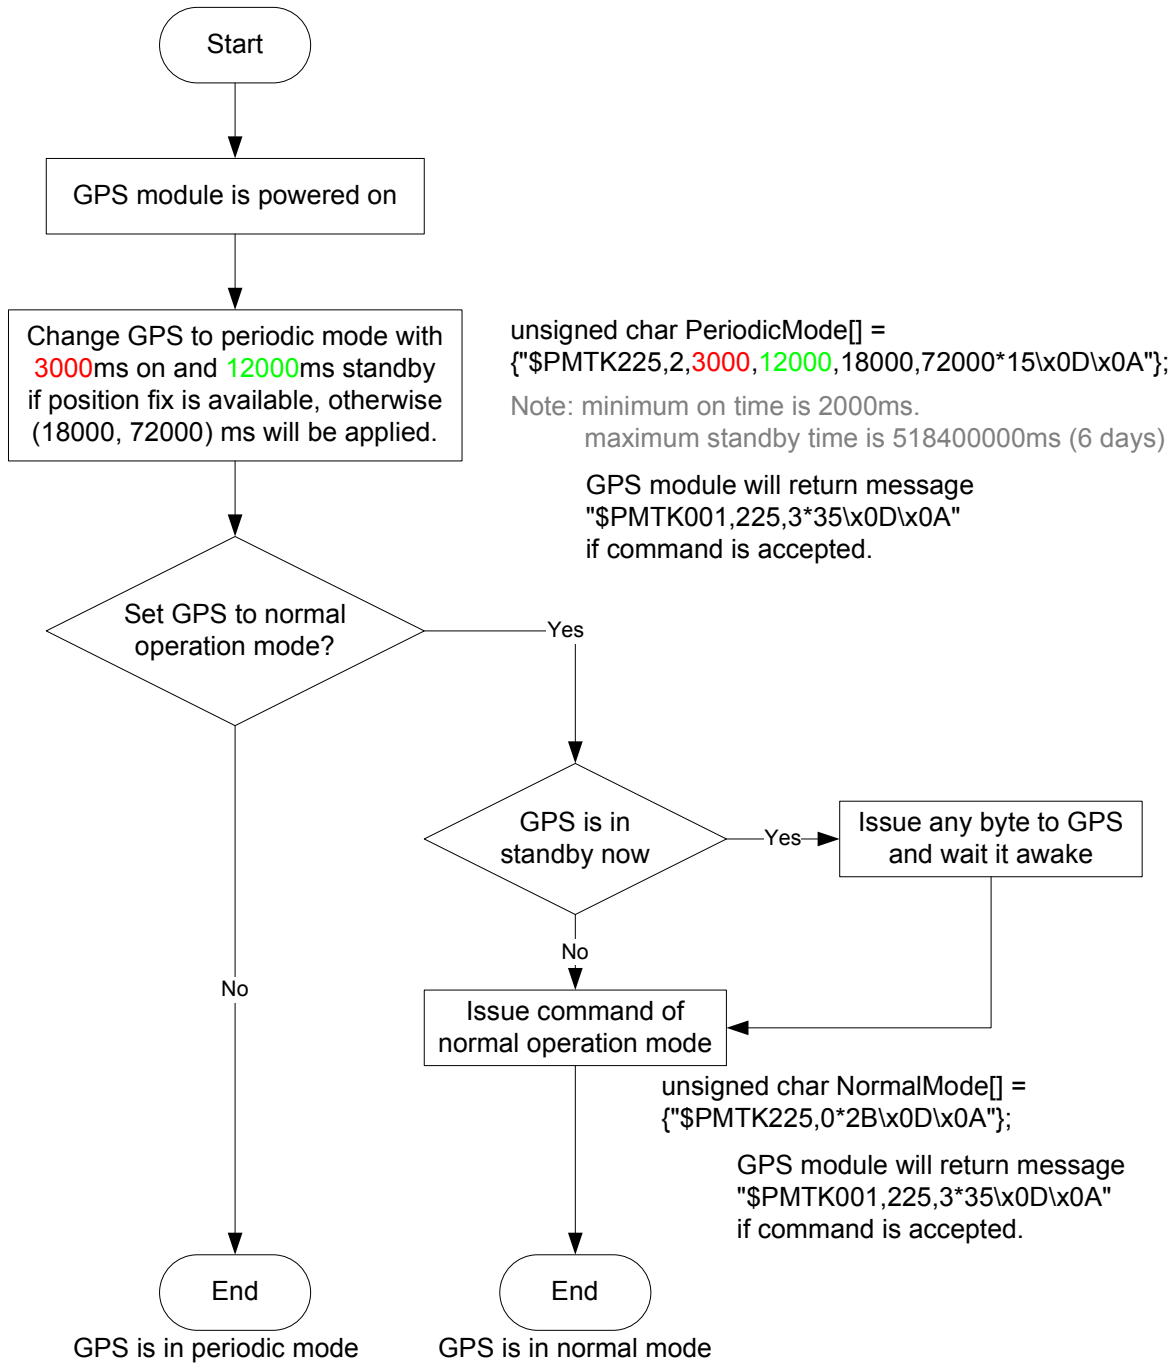 Start
GPS module is powered on
Change GPS to periodic mode with
3000ms on and 12000ms standby
if position fix is available, otherwise
(18000, 72000) ms will be applied.
unsigned char PeriodicMode[] =
{"$PMTK225,2,3000,12000,18000,72000*15\x0D\x0A"};
Note: minimum on time is 2000ms.
maximum standby time is 518400000ms (6 days)
GPS module will return message
"$PMTK001,225,3*35\x0D\x0A"
if command is accepted.
Set GPS to normal
operation mode?
Yes
GPS is in
standby now
Yes
Issue any byte to GPS
and wait it awake
No
No
Issue command of
normal operation mode
unsigned char NormalMode[] =
{"$PMTK225,0*2B\x0D\x0A"};
GPS module will return message
"$PMTK001,225,3*35\x0D\x0A"
if command is accepted.
End
GPS is in periodic mode
End
GPS is in normal mode